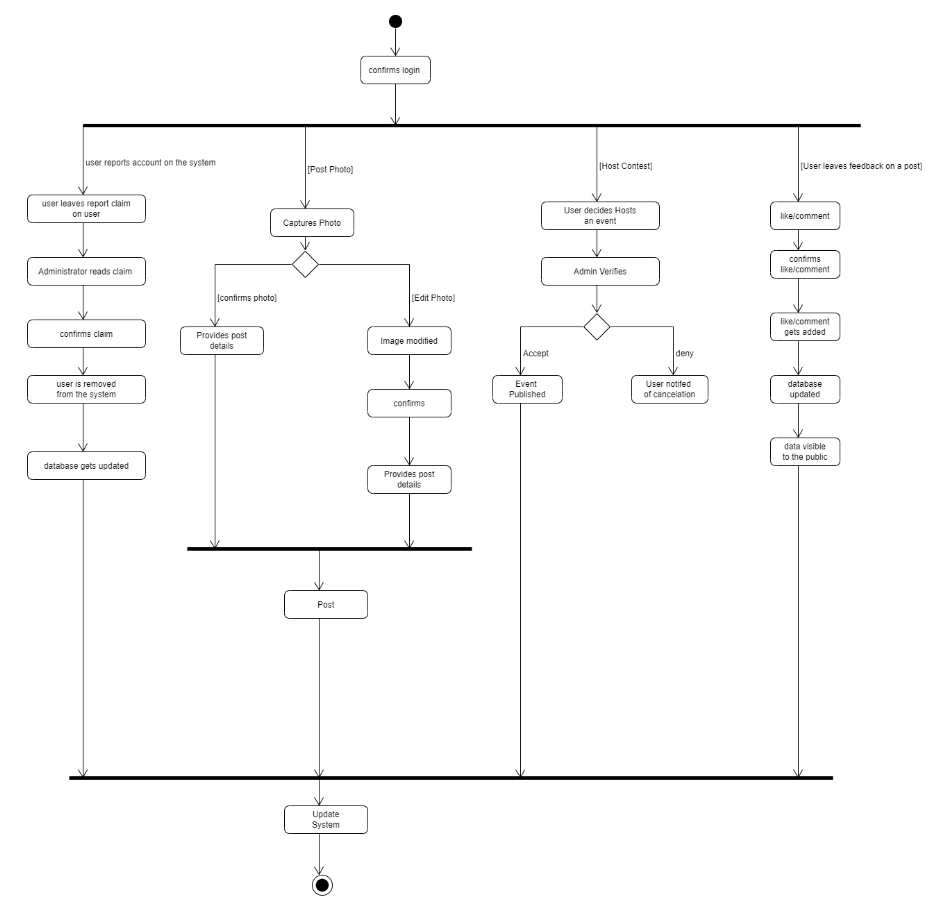 confirms login
user reports account on the system
[Post Photo]
[Host Contest]
[User leaves feedback on a post]
user leaves report claim
on user
Captures Photo
User decides Hosts
an event
like/comment
Administrator reads claim
Admin Verifies
confirms
like/comment
[confirms photo]
[Edit Photo]
confirms claim
Provides post
details
Image modified
like/comment
gets added
Accept
deny
user is removed
from the system
confirms
Event
Published
User notifed
of cancelation
database
updated
database gets updated
Provides post
details
data visible
to the public
Post
Update
System